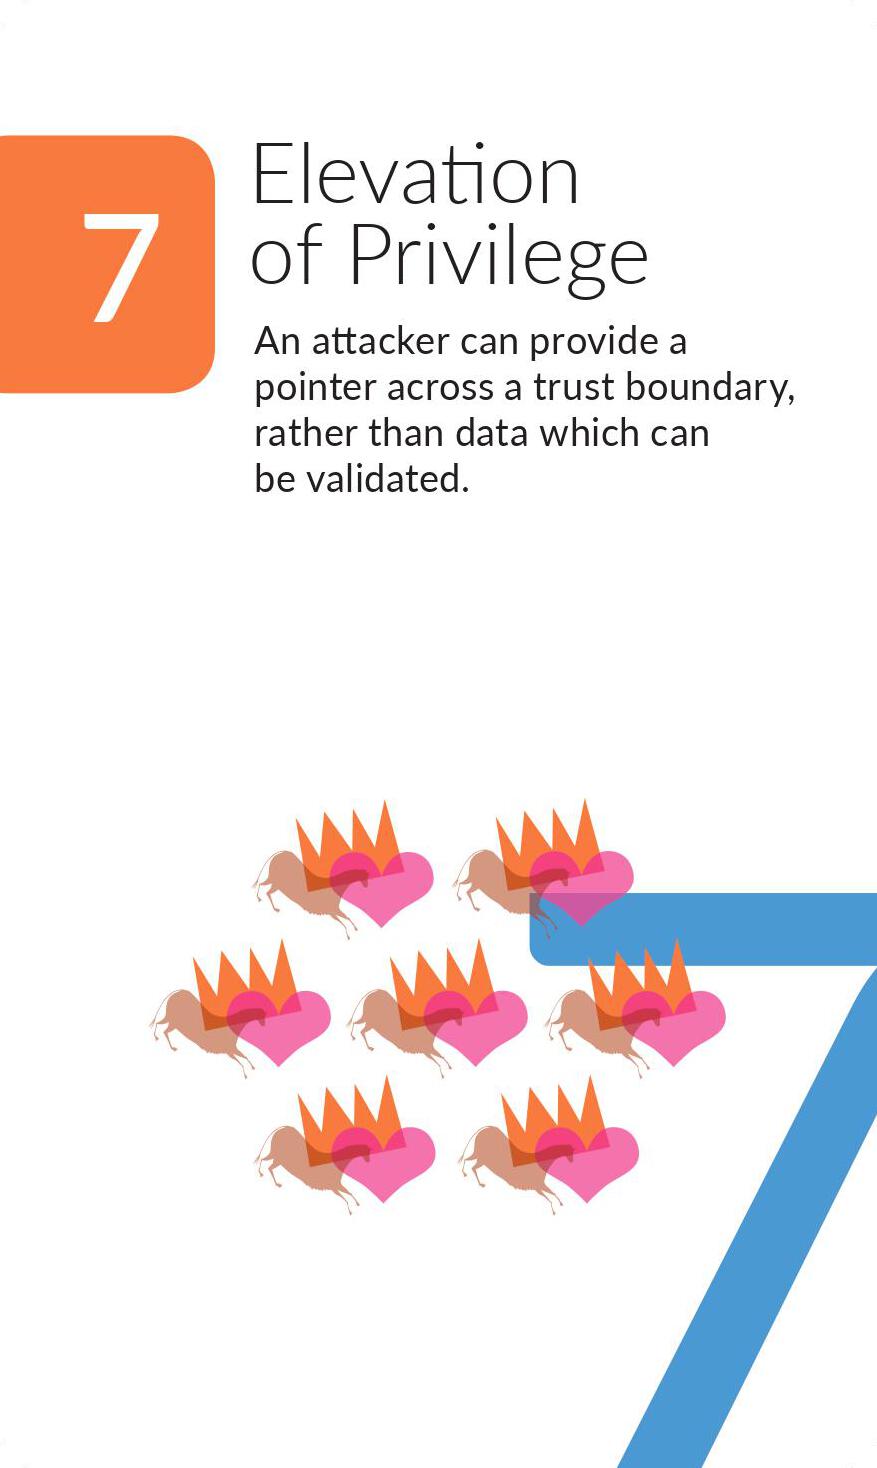 7
Elevation
of Privilege
An attacker can provide a
pointer across a trust boundary,
rather than data which can
be validated.
7